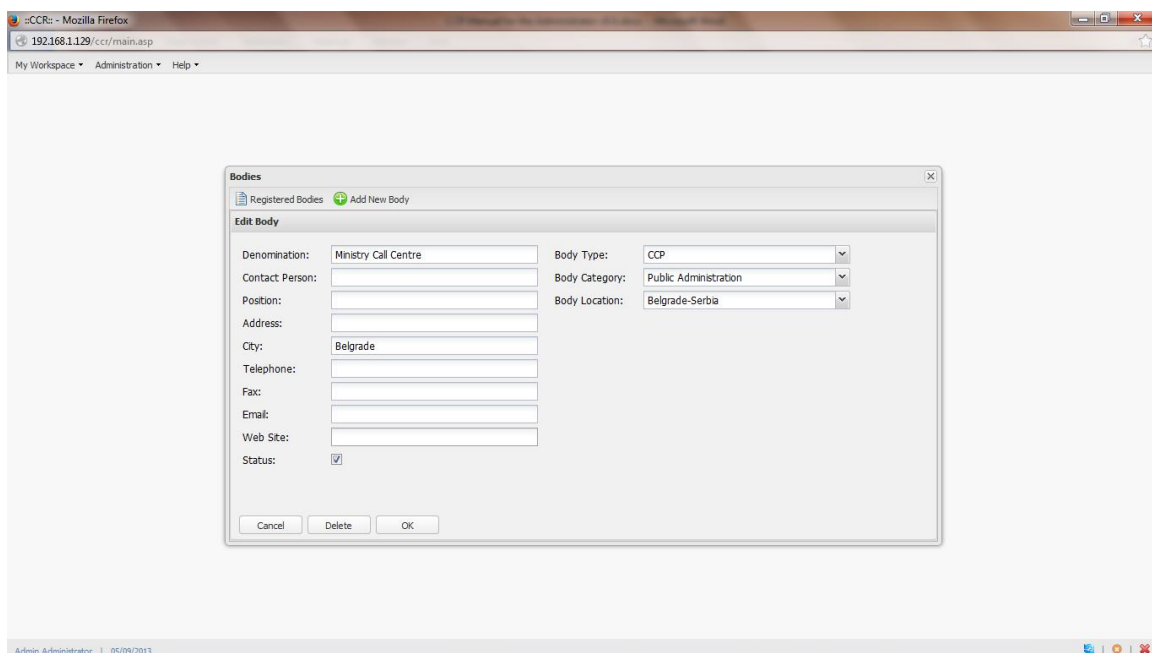 ::CCR:: - Mozilla Firefox
192.168.1.129/ccr/main.asp
My Workspace Administration Help
Bodies
Registered Bodies Add New Body
Edit Body
Denomination: Ministry Call Centre Body Type: CCP
Contact Person: Body Category: Public Administration
Position: Body Location: Belgrade-Serbia
Address:
City: Belgrade
Telephone:
Fax:
Email:
Web Site:
Status:
Cancel Delete OK
Admin Administrator | 05/09/2013